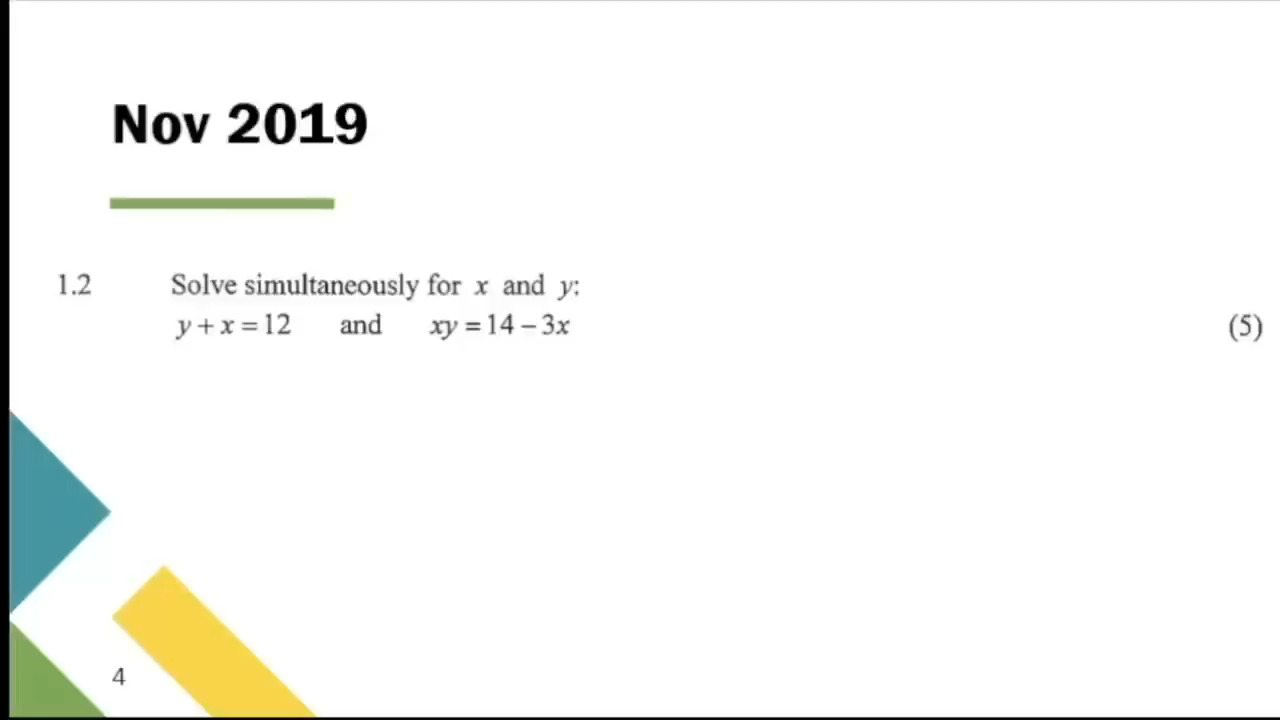 Nov 2019
1.2 Solve simultaneously for x and y:
y + x = 12 and xy = 14 – 3x (5)
4